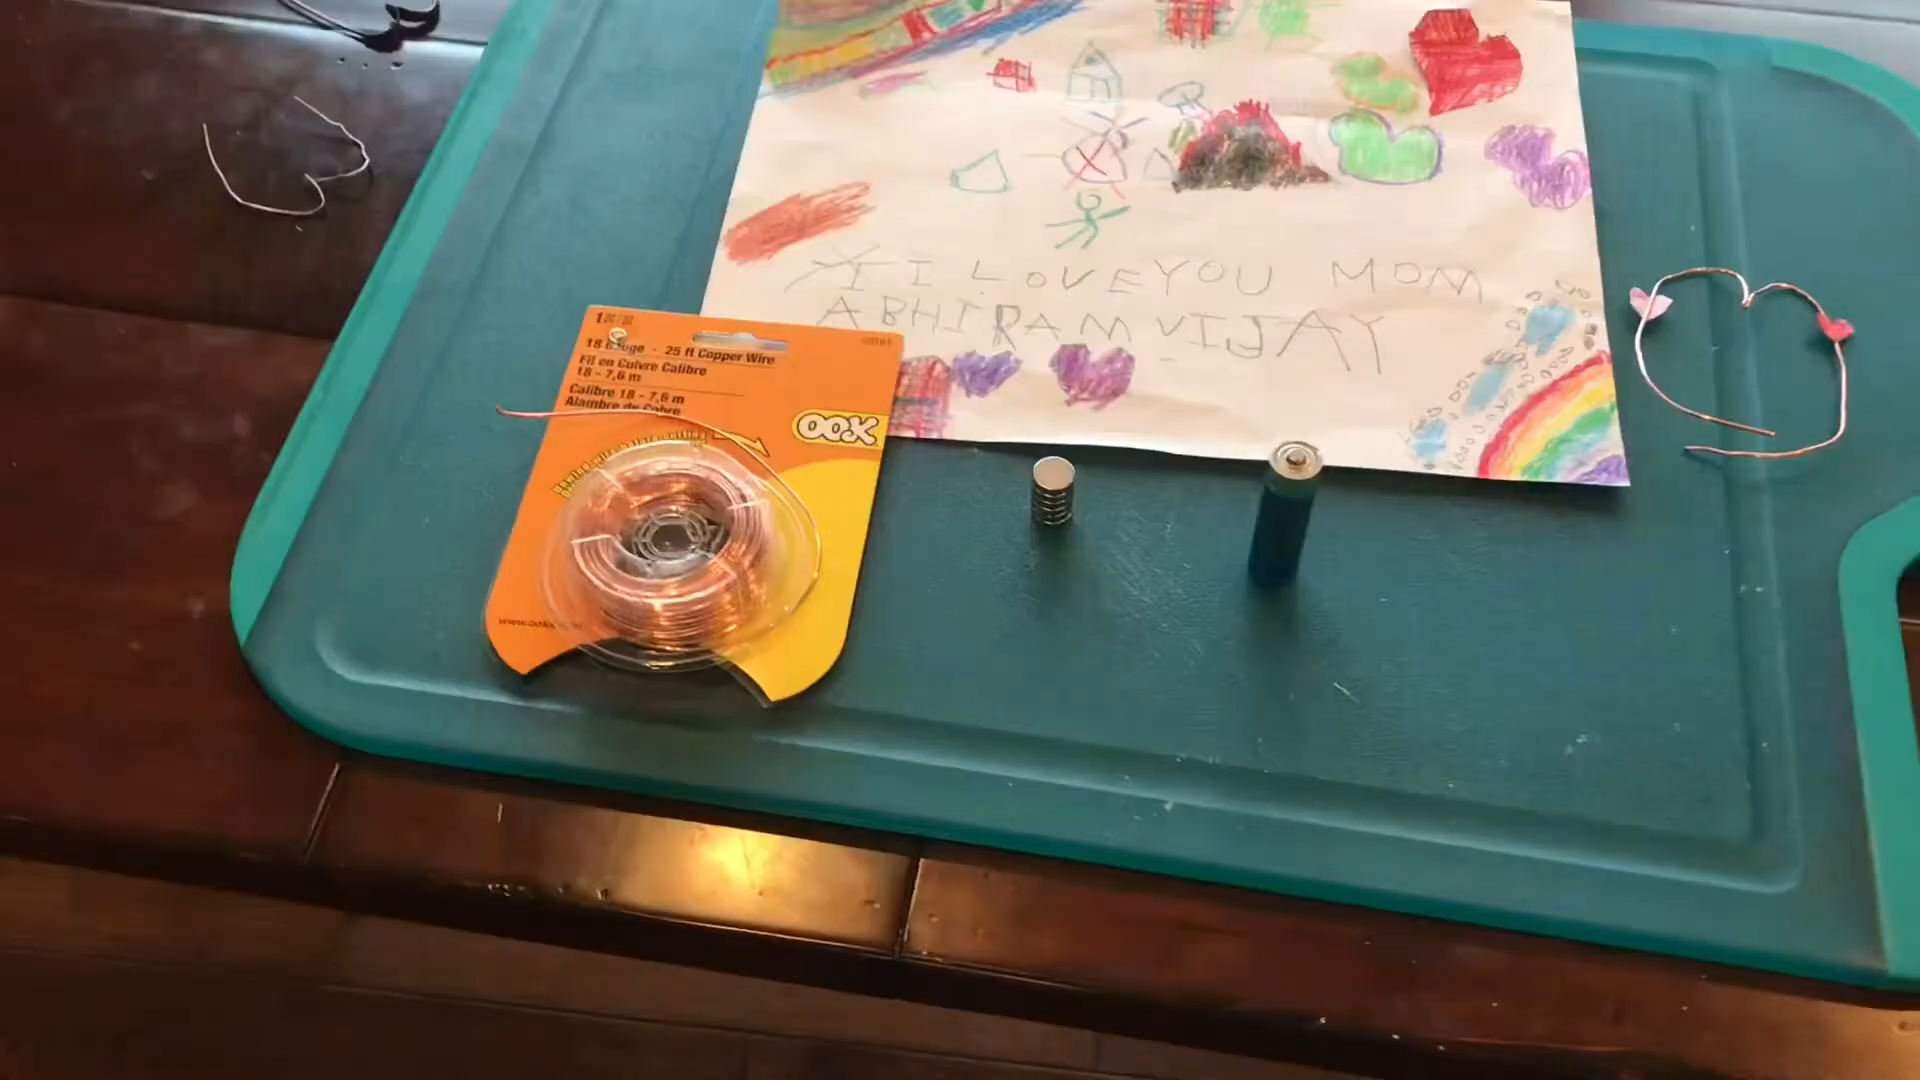 I LOVE YOU MOM
ABHIRAM VIJAY
18 Gauge - 25 ft Copper Wire
Fil en Cuivre Calibre
18 - 7,6 m
Calibre 18 - 7,6 m
Alambre de Cobre
OOK